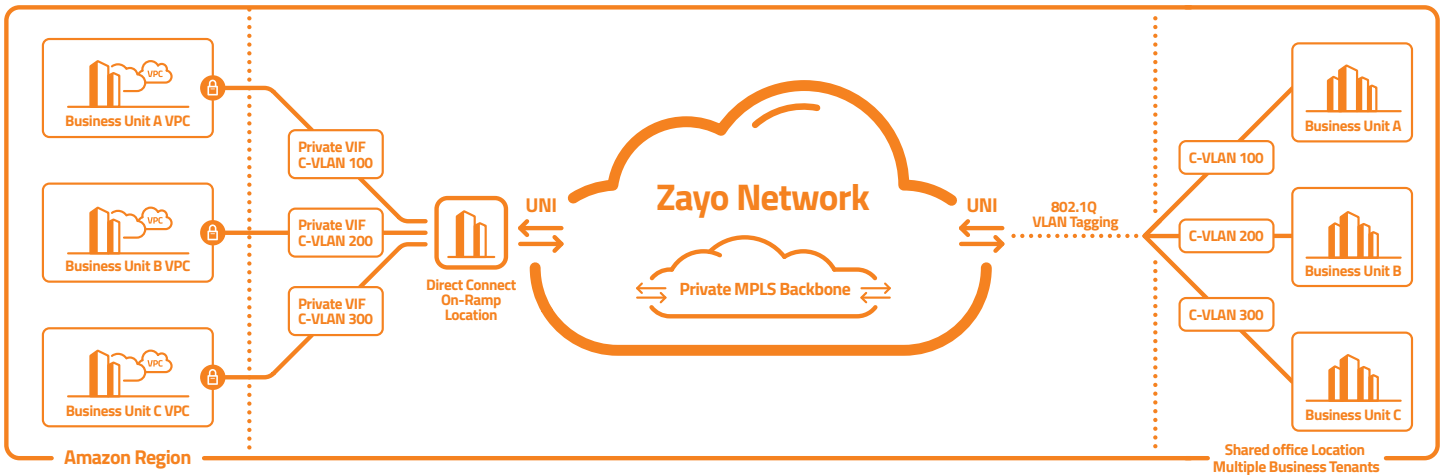 VPC
Business Unit A VPC
VPC
Business Unit B VPC
VPC
Business Unit C VPC
Amazon Region
Private VIF
C-VLAN 100
Private VIF
C-VLAN 200
Private VIF
C-VLAN 300
Direct Connect
On-Ramp
Location
UNI
Zayo Network
Private MPLS Backbone
UNI
802.1Q
VLAN Tagging
C-VLAN 100
C-VLAN 200
C-VLAN 300
Business Unit A
Business Unit B
Business Unit C
Shared office Location
Multiple Business Tenants